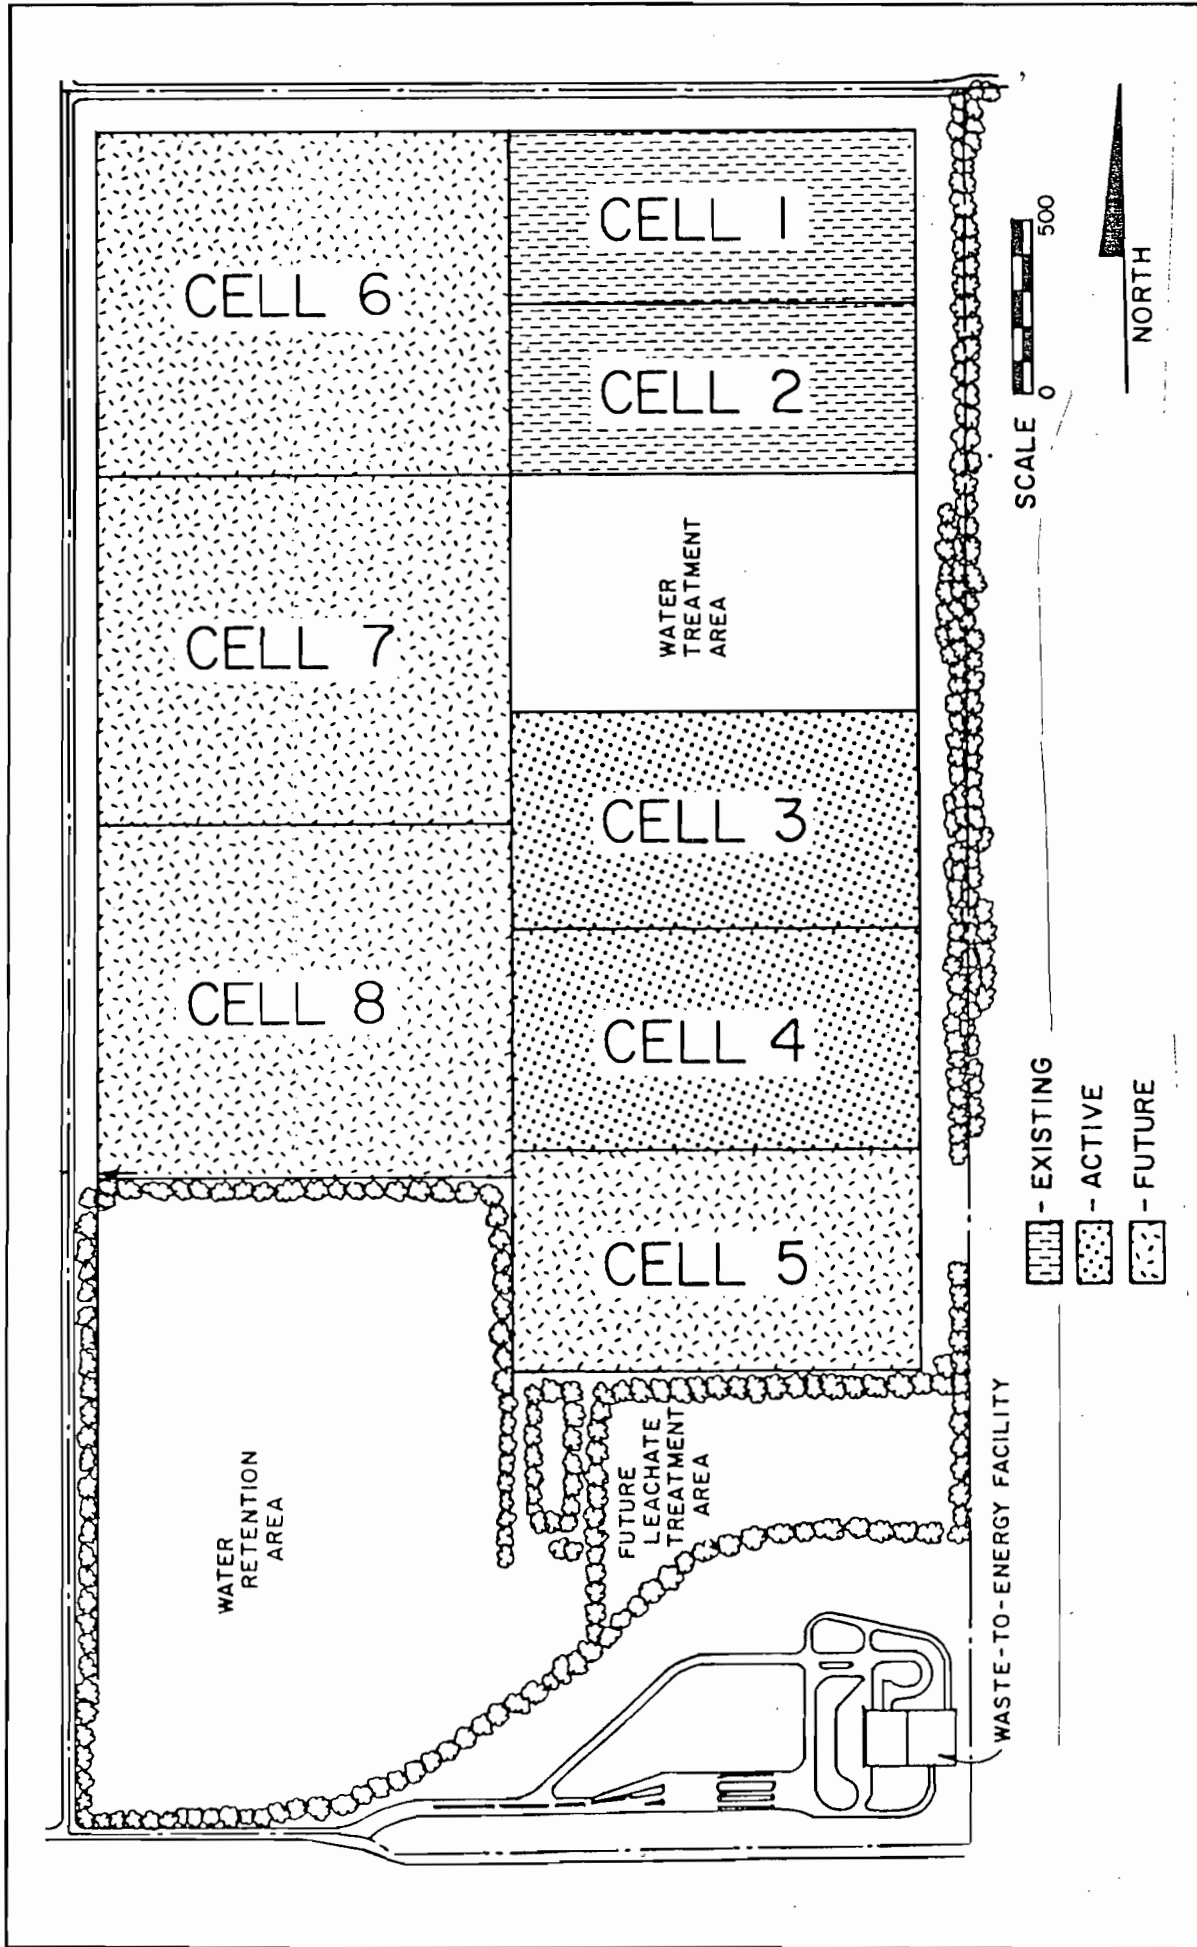 CELL 6
CELL 1
CELL 2
CELL 7
WATER
TREATMENT
AREA
CELL 3
CELL 8
CELL 4
CELL 5
WATER
RETENTION
AREA
FUTURE
LEACHATE
TREATMENT
AREA
WASTE-TO-ENERGY FACILITY
- EXISTING
- ACTIVE
- FUTURE
SCALE
0
500
NORTH